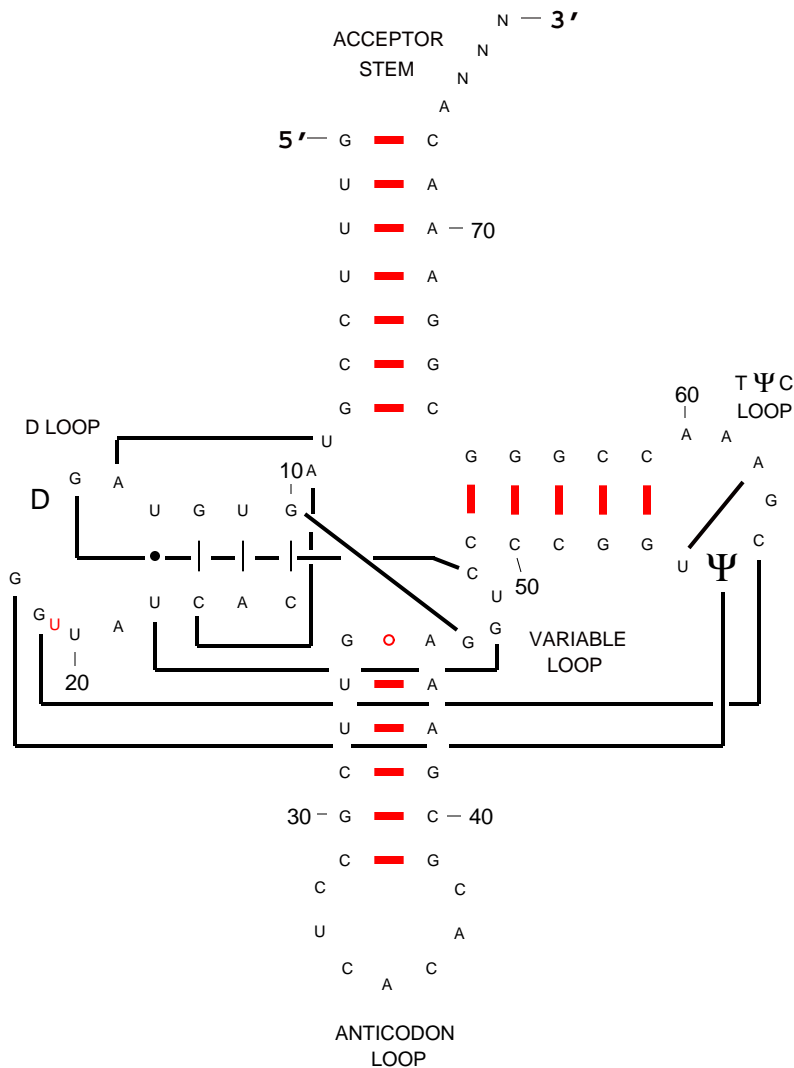 N 3′
ACCEPTOR
STEM
N
N
A
5′ G C
U A
U A 70
U A
C G
C G
G C
T Ψ C
LOOP
60
D LOOP
U
G G G C C A A
G A
10 A
A
D
U G U G
G
C C C G G
C
U Ψ
C
50
G
U C A C
U
G U U A
G A G
G
20
VARIABLE
LOOP
U A
U A
C G
30 G C 40
C G
C C
U A
C C
A
ANTICODON
LOOP